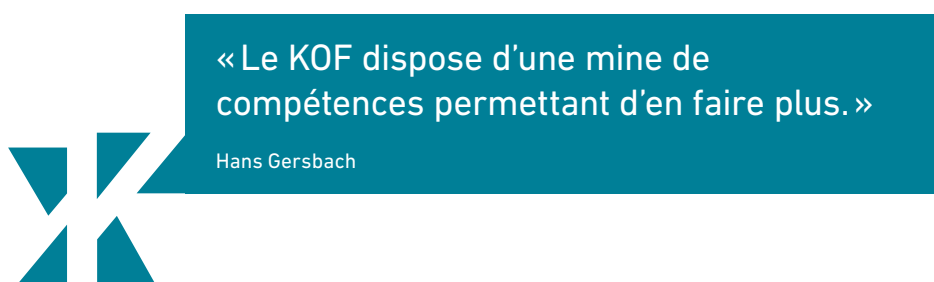 « Le KOF dispose d’une mine de
compétences permettant d’en faire plus. »
Hans Gersbach